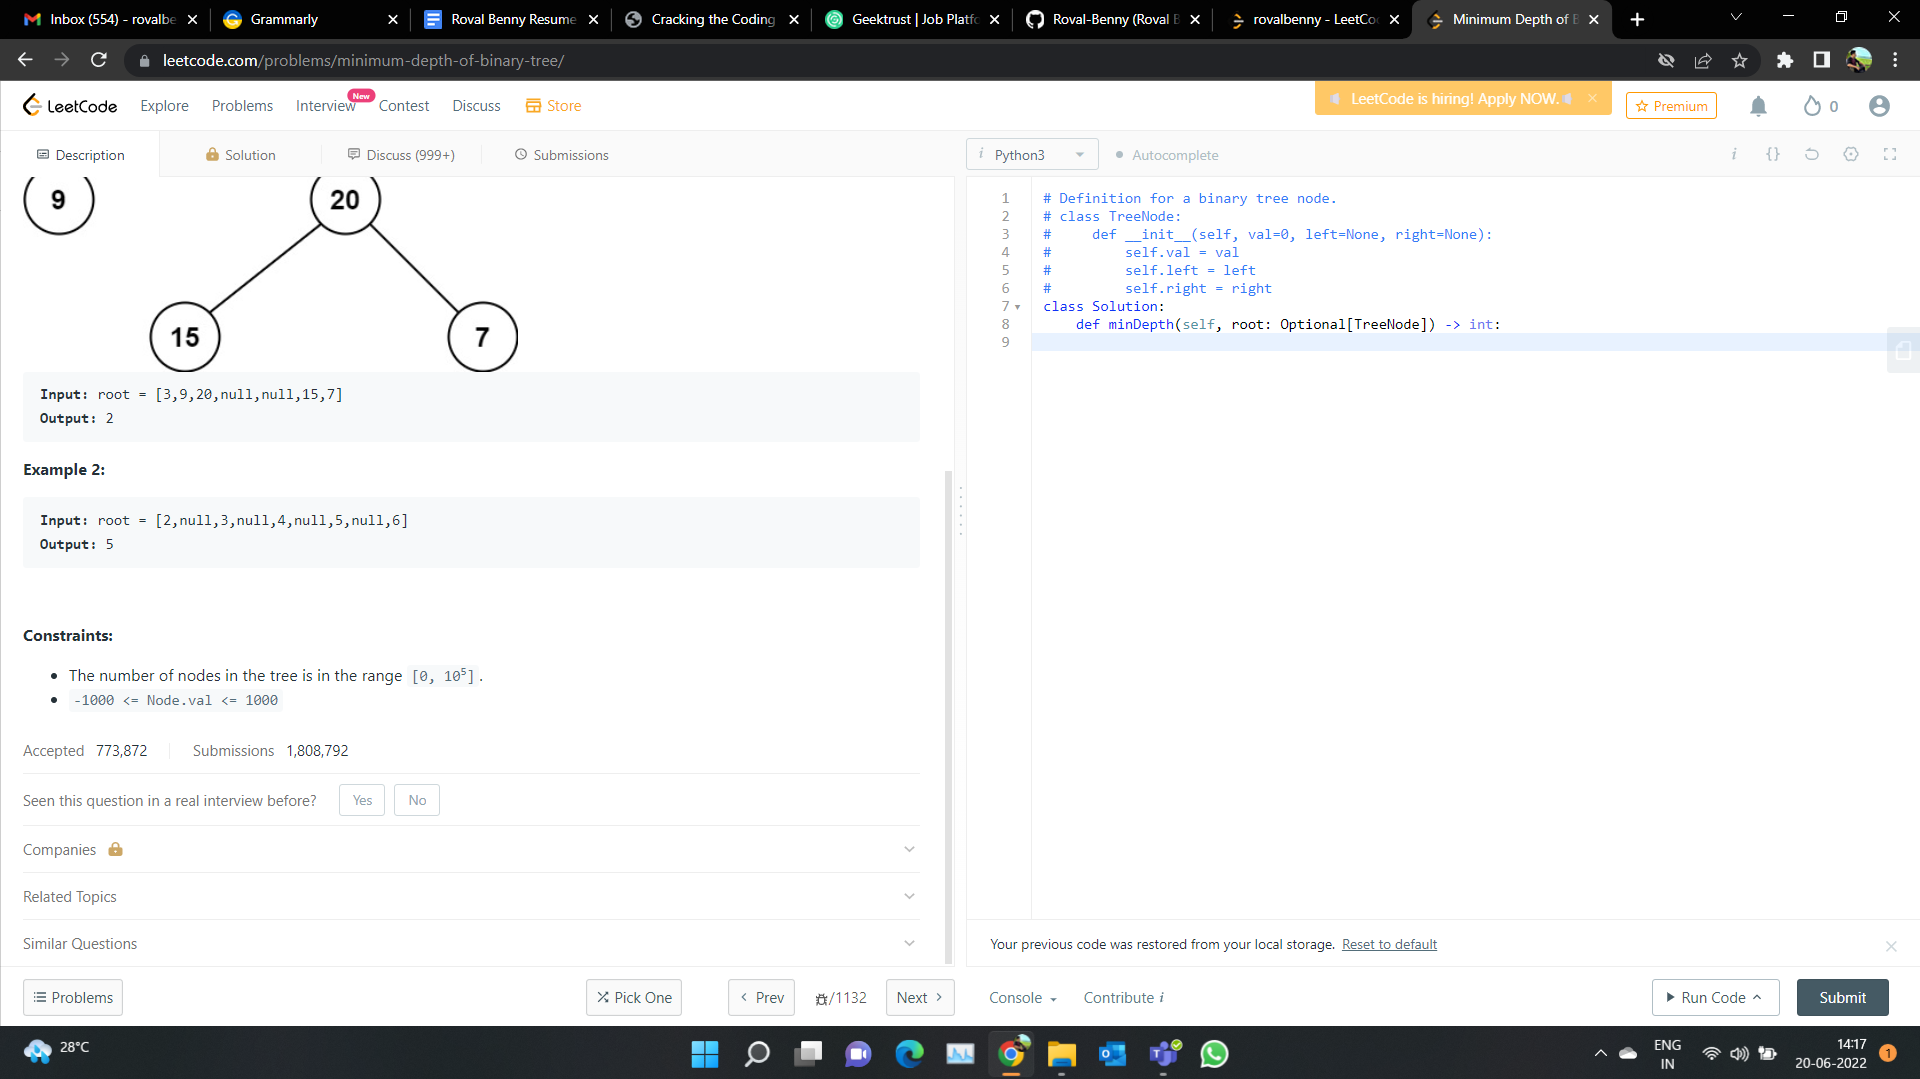 Inbox (554) - rovalbe
Grammarly
Roval Benny Resume
Cracking the Coding
Geektrust | Job Platfo
Roval-Benny (Roval B
rovalbenny - LeetCo
Minimum Depth of B
leetcode.com/problems/minimum-depth-of-binary-tree/
LeetCode
Explore
Problems
Interview
New
Contest
Discuss
Store
LeetCode is hiring! Apply NOW.
Premium
0
Description
Solution
Discuss (999+)
Submissions
i Python3
Autocomplete
i {}
9
20
15
7
Input: root = [3,9,20,null,null,15,7]
Output: 2
Example 2:
Input: root = [2,null,3,null,4,null,5,null,6]
Output: 5
Constraints:
The number of nodes in the tree is in the range [0, 10⁵].
-1000 <= Node.val <= 1000
Accepted 773,872 Submissions 1,808,792
Seen this question in a real interview before? Yes No
Companies
Related Topics
Similar Questions
1 # Definition for a binary tree node.
2 # class TreeNode:
3 #     def __init__(self, val=0, left=None, right=None):
4 #         self.val = val
5 #         self.left = left
6 #         self.right = right
7 class Solution:
8     def minDepth(self, root: Optional[TreeNode]) -> int:
9
Your previous code was restored from your local storage. Reset to default
Problems
Pick One
Prev
/1132
Next
Console
Contribute i
Run Code
Submit
28°C
ENG
IN
14:17
20-06-2022
1